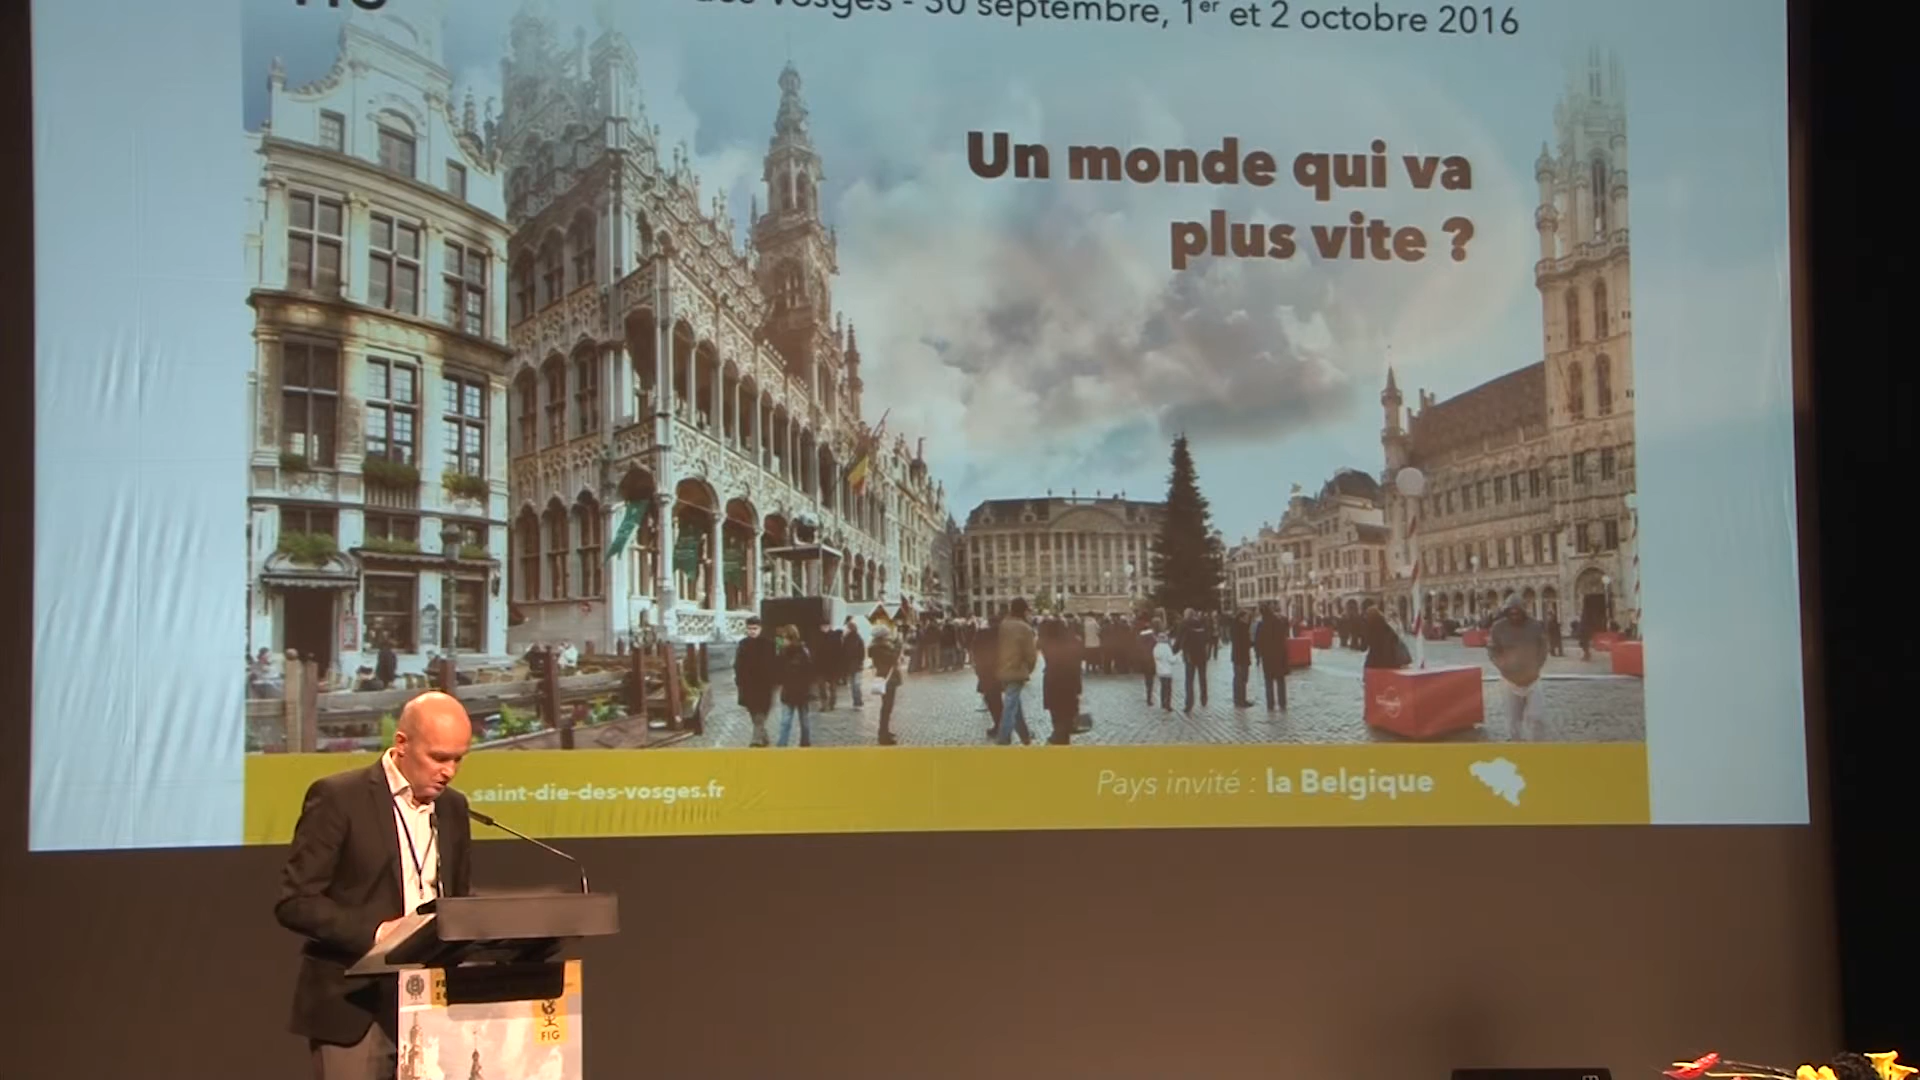 Vosges - 30 septembre, 1er et 2 octobre 2016
Un monde qui va
plus vite ?
saint-die-des-vosges.fr
Pays invité : la Belgique
FIG